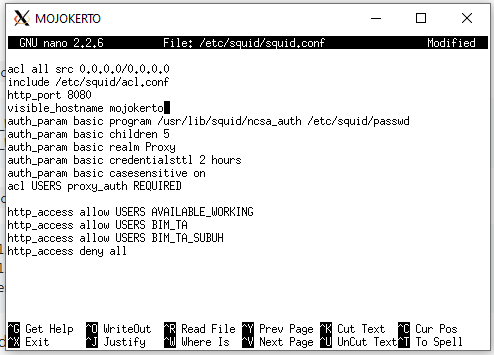 MOJOKERTO
GNU nano 2.2.6 File: /etc/squid/squid.conf Modified
acl all src 0.0.0.0/0.0.0.0
include /etc/squid/acl.conf
http_port 8080
visible_hostname mojokerto
auth_param basic program /usr/lib/squid/ncsa_auth /etc/squid/passwd
auth_param basic children 5
auth_param basic realm Proxy
auth_param basic credentialsttl 2 hours
auth_param basic casesensitive on
acl USERS proxy_auth REQUIRED
http_access allow USERS AVAILABLE_WORKING
http_access allow USERS BIM_TA
http_access allow USERS BIM_TA_SUBUH
http_access deny all
^G Get Help ^O WriteOut ^R Read File ^Y Prev Page ^K Cut Text ^C Cur Pos
^X Exit ^J Justify ^W Where Is ^V Next Page ^U UnCut Text ^T To Spell